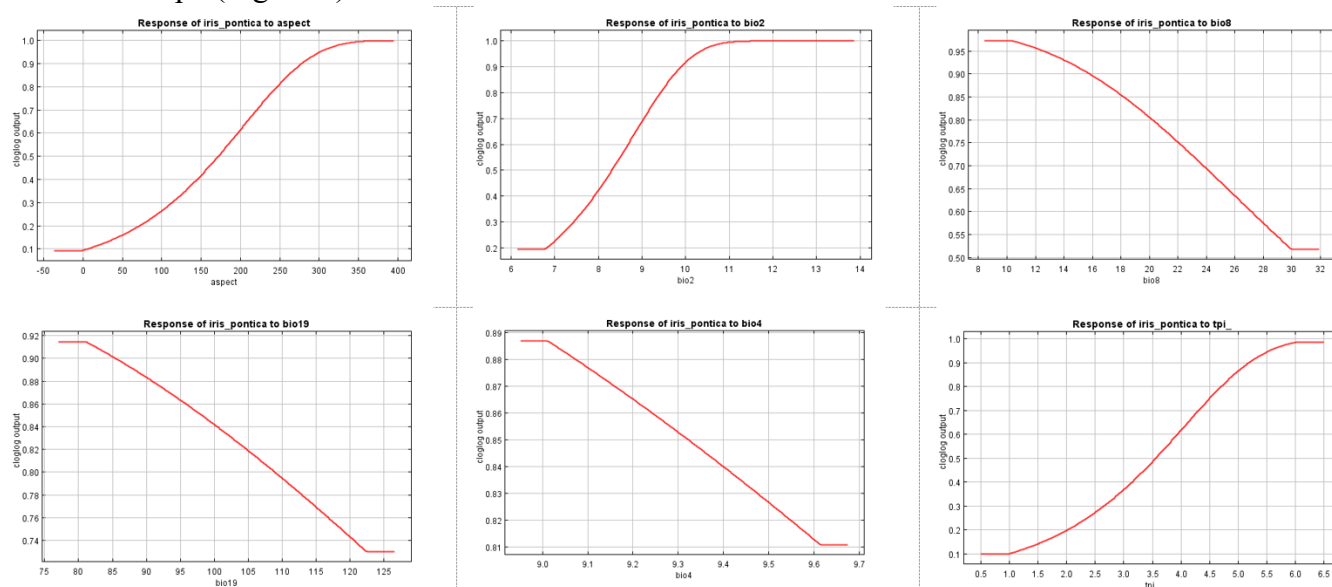 Response of iris_pontica to aspect
1.0
0.9
0.8
0.7
0.6
0.5
0.4
0.3
0.2
0.1
cloglog output
-50 0 50 100 150 200 250 300 350 400
aspect
Response of iris_pontica to bio2
1.0
0.9
0.8
0.7
0.6
0.5
0.4
0.3
0.2
cloglog output
6 7 8 9 10 11 12 13 14
bio2
Response of iris_pontica to bio8
0.95
0.90
0.85
0.80
0.75
0.70
0.65
0.60
0.55
0.50
cloglog output
8 10 12 14 16 18 20 22 24 26 28 30 32
bio8
Response of iris_pontica to bio19
0.92
0.90
0.88
0.86
0.84
0.82
0.80
0.78
0.76
0.74
cloglog output
75 80 85 90 95 100 105 110 115 120 125
bio19
Response of iris_pontica to bio4
0.89
0.88
0.87
0.86
0.85
0.84
0.83
0.82
0.81
cloglog output
9.0 9.1 9.2 9.3 9.4 9.5 9.6 9.7
bio4
Response of iris_pontica to tpi_
1.0
0.9
0.8
0.7
0.6
0.5
0.4
0.3
0.2
0.1
cloglog output
0.5 1.0 1.5 2.0 2.5 3.0 3.5 4.0 4.5 5.0 5.5 6.0 6.5